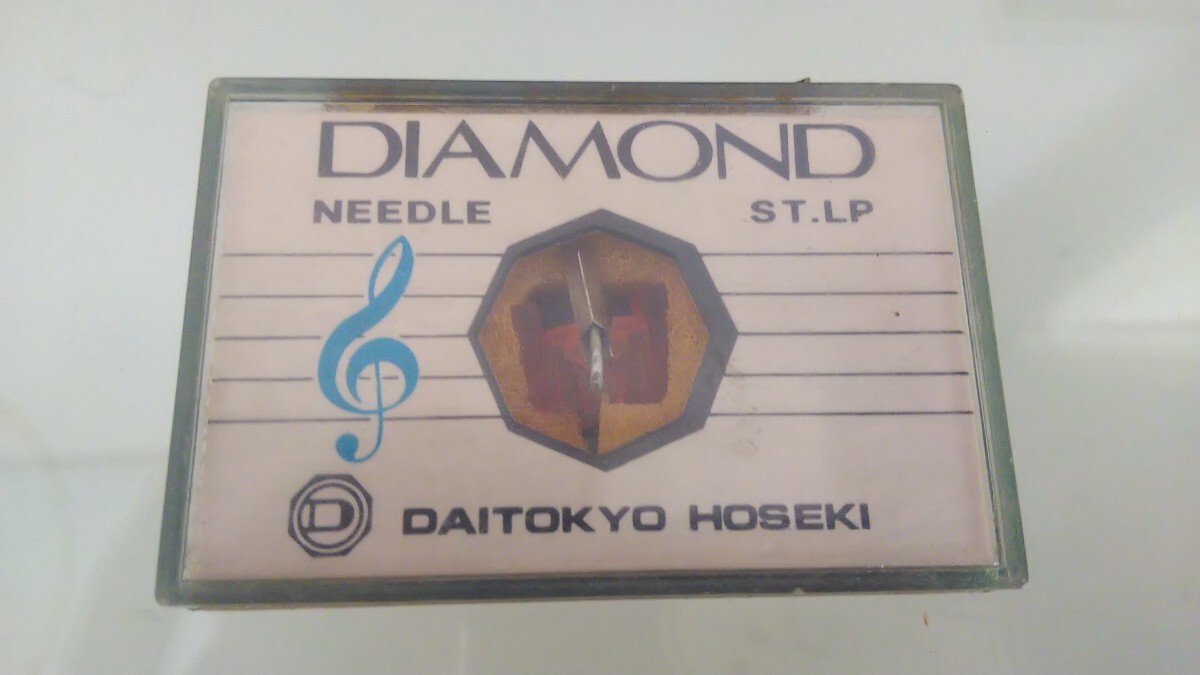 DIAMOND
NEEDLE ST.LP
D DAITOKYO HOSEKI